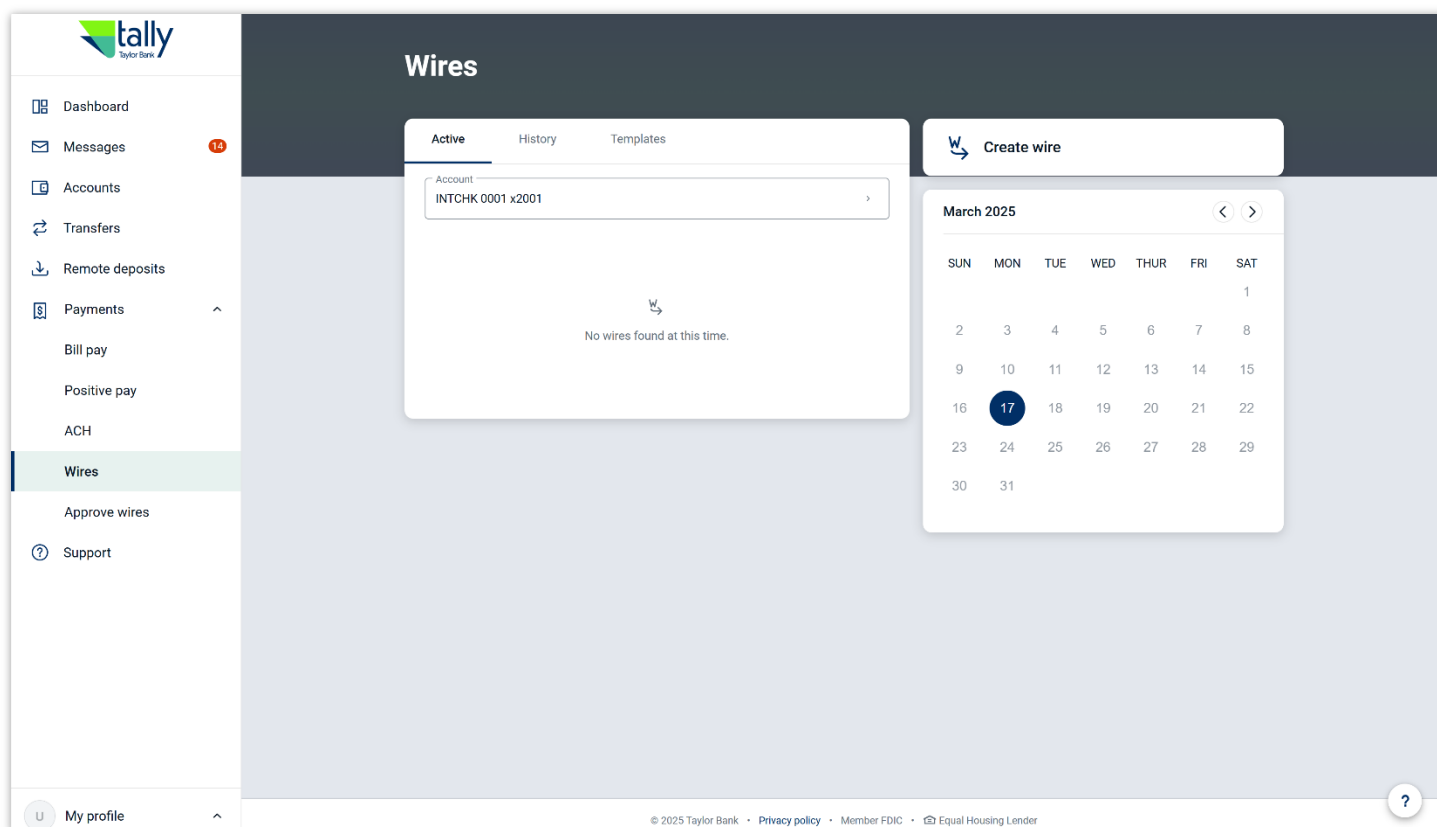 tally
Taylor Bank
Dashboard
Messages 14
Accounts
Transfers
Remote deposits
Payments
Bill pay
Positive pay
ACH
Wires
Approve wires
Support
U My profile
Wires
Active History Templates
Account
INTCHK 0001 x2001
W
No wires found at this time.
W Create wire
March 2025
SUN MON TUE WED THUR FRI SAT
1
2 3 4 5 6 7 8
9 10 11 12 13 14 15
16 17 18 19 20 21 22
23 24 25 26 27 28 29
30 31
?
© 2025 Taylor Bank • Privacy policy • Member FDIC • Equal Housing Lender